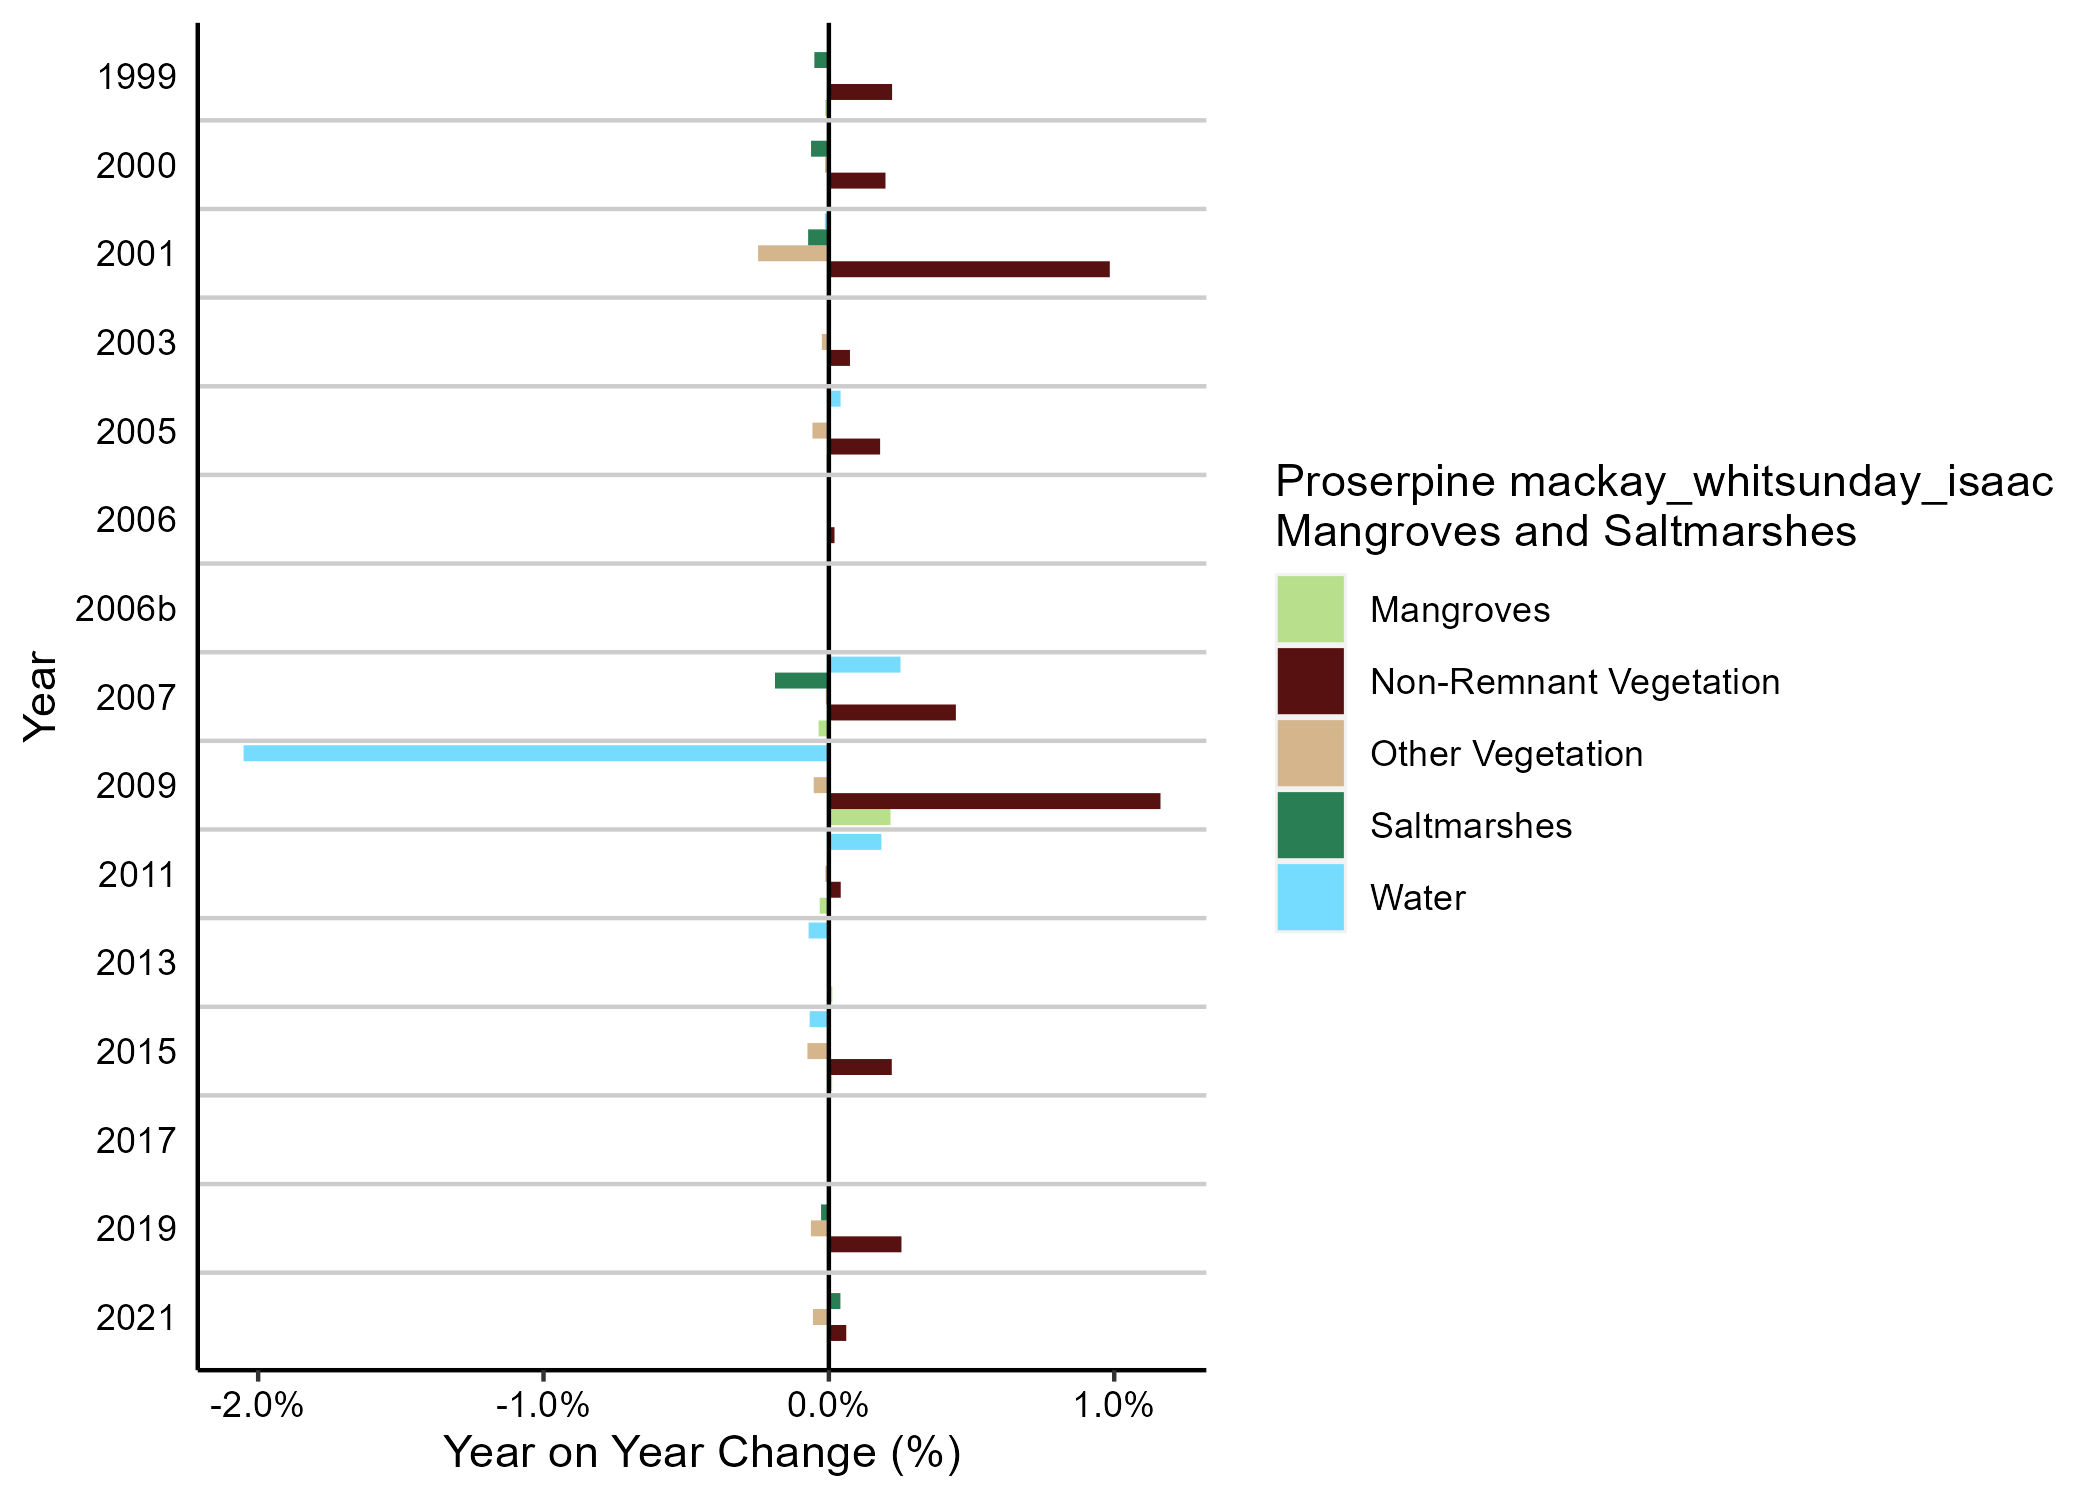 1999
2000
2001
2003
2005
2006
2006b
2007
2009
2011
2013
2015
2017
2019
2021
Year
-2.0%
-1.0%
0.0%
1.0%
Year on Year Change (%)
Proserpine mackay_whitsunday_isaac
Mangroves and Saltmarshes
Mangroves
Non-Remnant Vegetation
Other Vegetation
Saltmarshes
Water